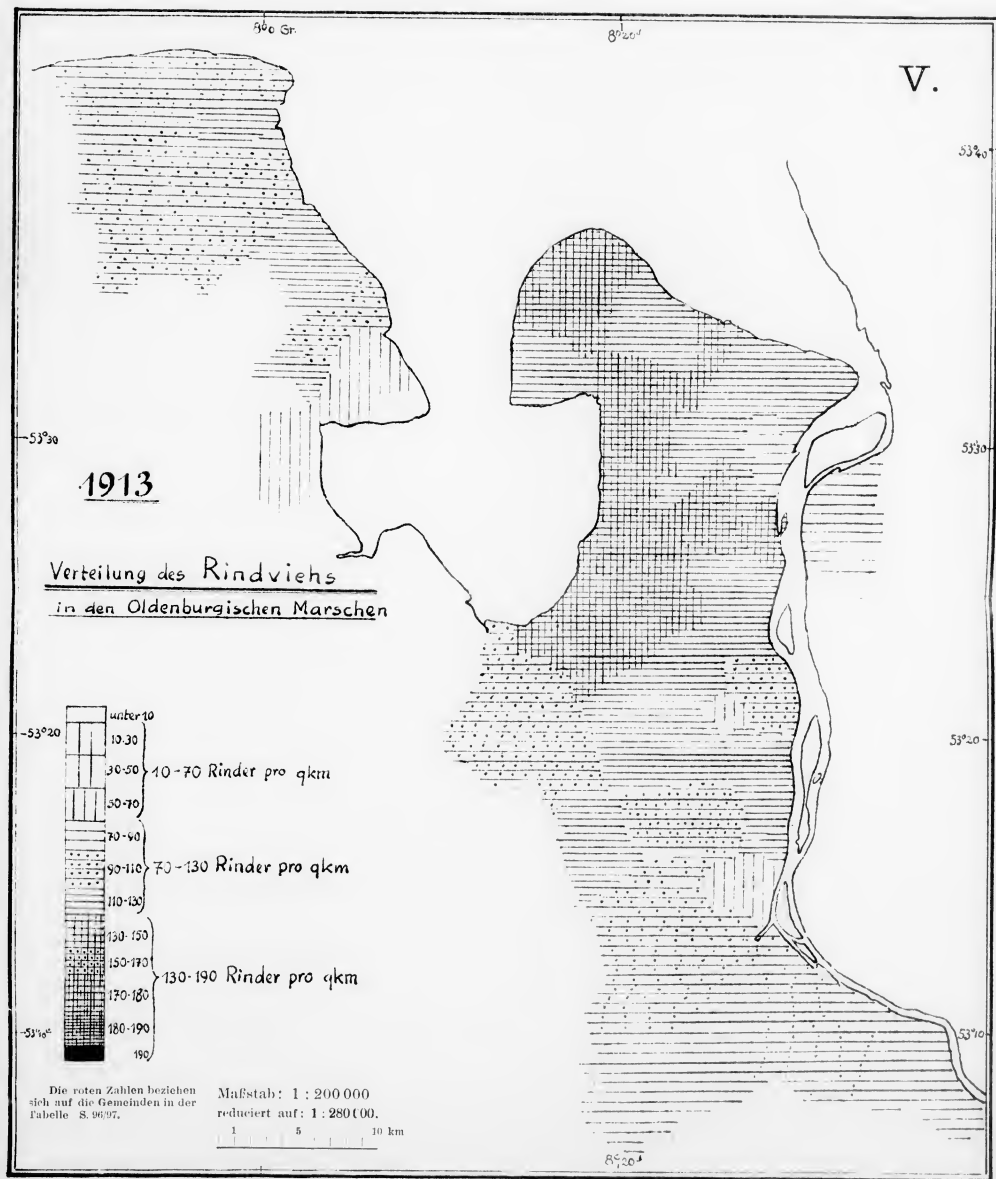 8°0 Gr.
8°20'
V.
53°40
53°30
53°30
1913
Verteilung des Rindviehs
in den Oldenburgischen Marschen
unter 10
10-30
30-50
50-70
10-70 Rinder pro qkm
70-90
90-110
110-130
70-130 Rinder pro qkm
130-150
150-170
170-180
180-190
190
130-190 Rinder pro qkm
53°20
53°20
53°10'
53°10
Die roten Zahlen beziehen
sich auf die Gemeinden in der
Tabelle S. 96/97.
Maßstab: 1 : 200 000
reduciert auf: 1 : 280 000.
1 5 10 km
8°20'